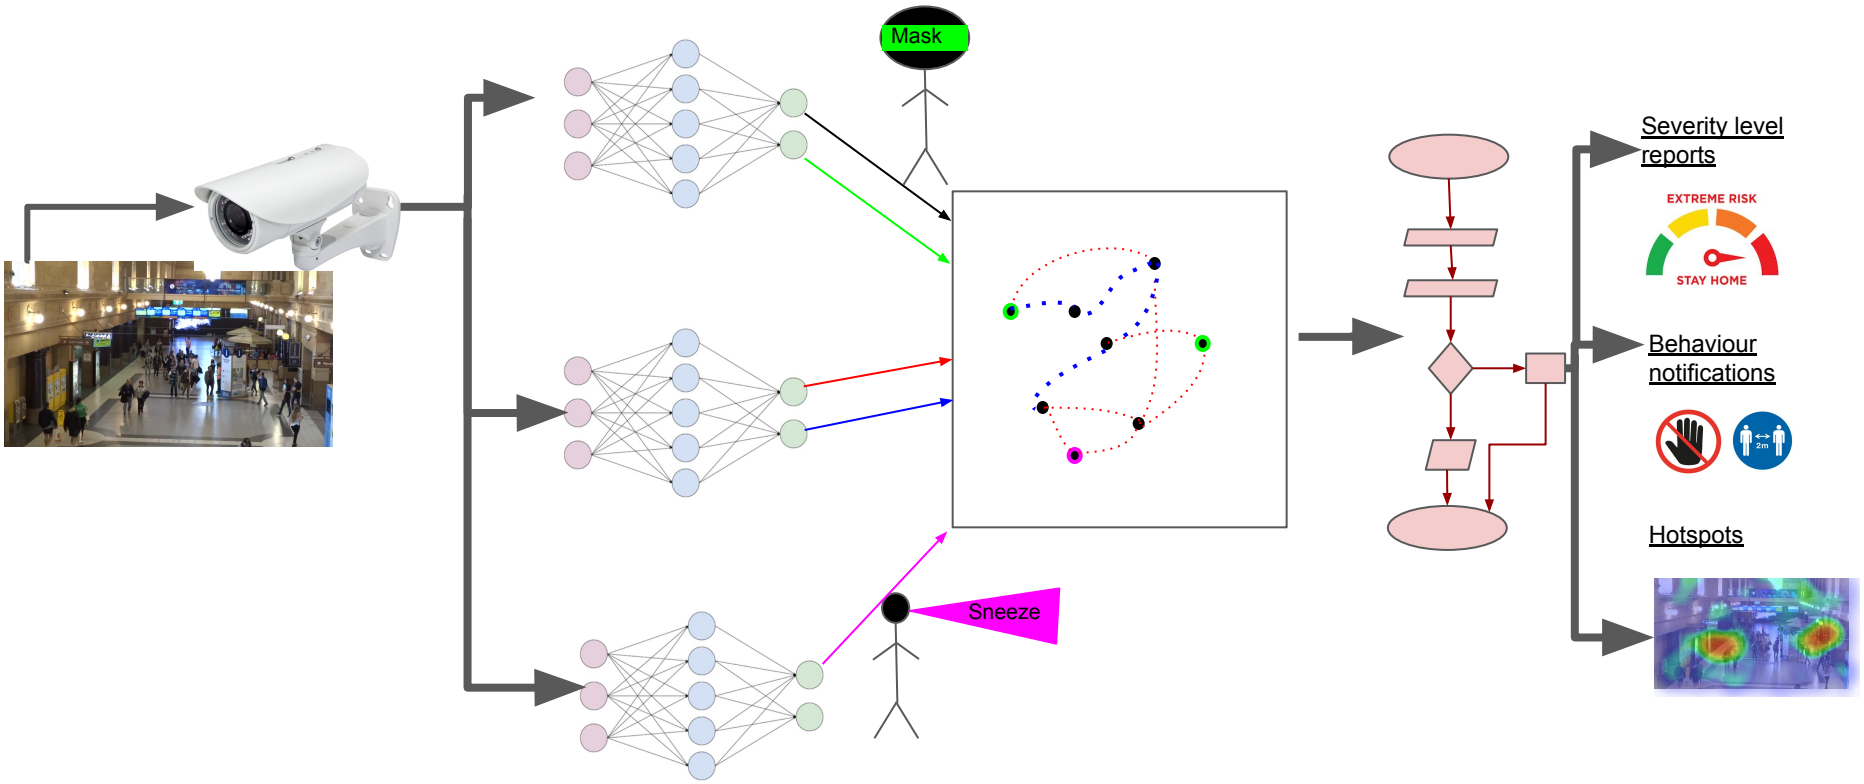 Mask
Severity level
reports
EXTREME RISK
STAY HOME
Behaviour
notifications
2m
Hotspots
Sneeze